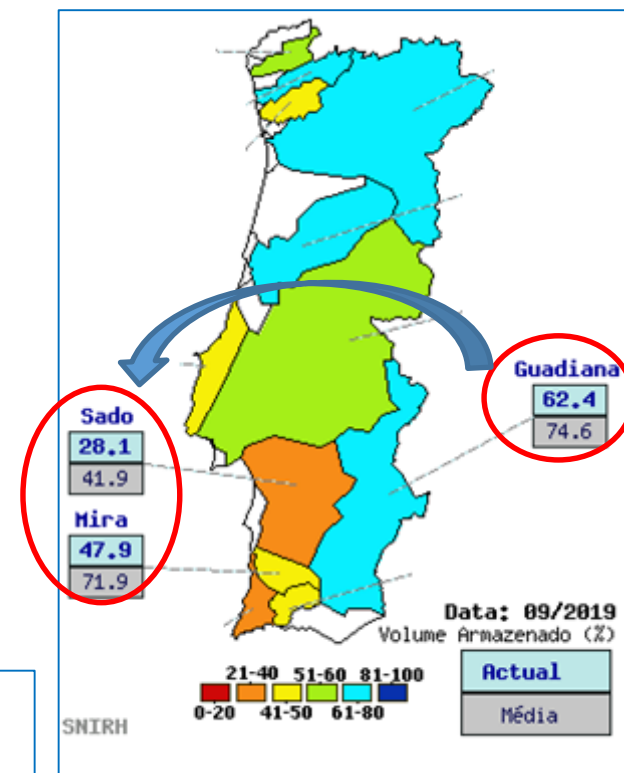 Guadiana
62.4
74.6
Sado
28.1
41.9
Mira
47.9
71.9
Data: 09/2019
Volume Armazenado (%)
21-40 51-60 81-100
0-20 41-50 61-80
Actual
Média
SNIRH